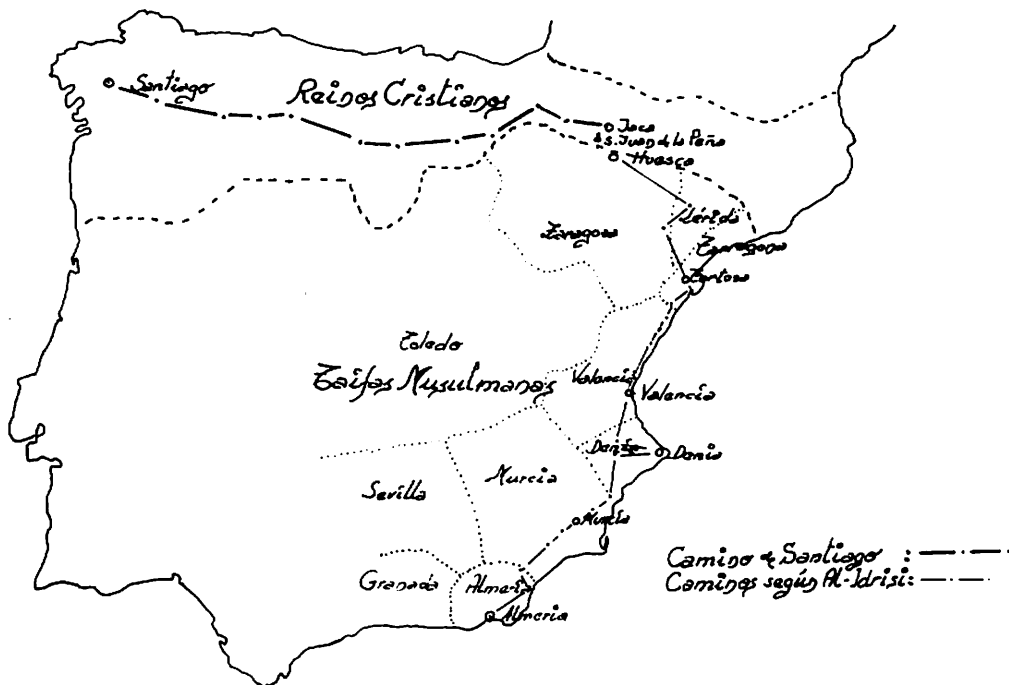 Santiago
Reinos Cristianos
Jaca
S. Juan de la Peña
Huesca
Lérida
Zaragoza
Tarragona
Tortosa
Toledo
Taifas Musulmanas
Valencia
Valencia
Denia
Denia
Murcia
Sevilla
Murcia
Granada
Almería
Almería
Camino de Santiago :
Caminos según Al-Idrisi: